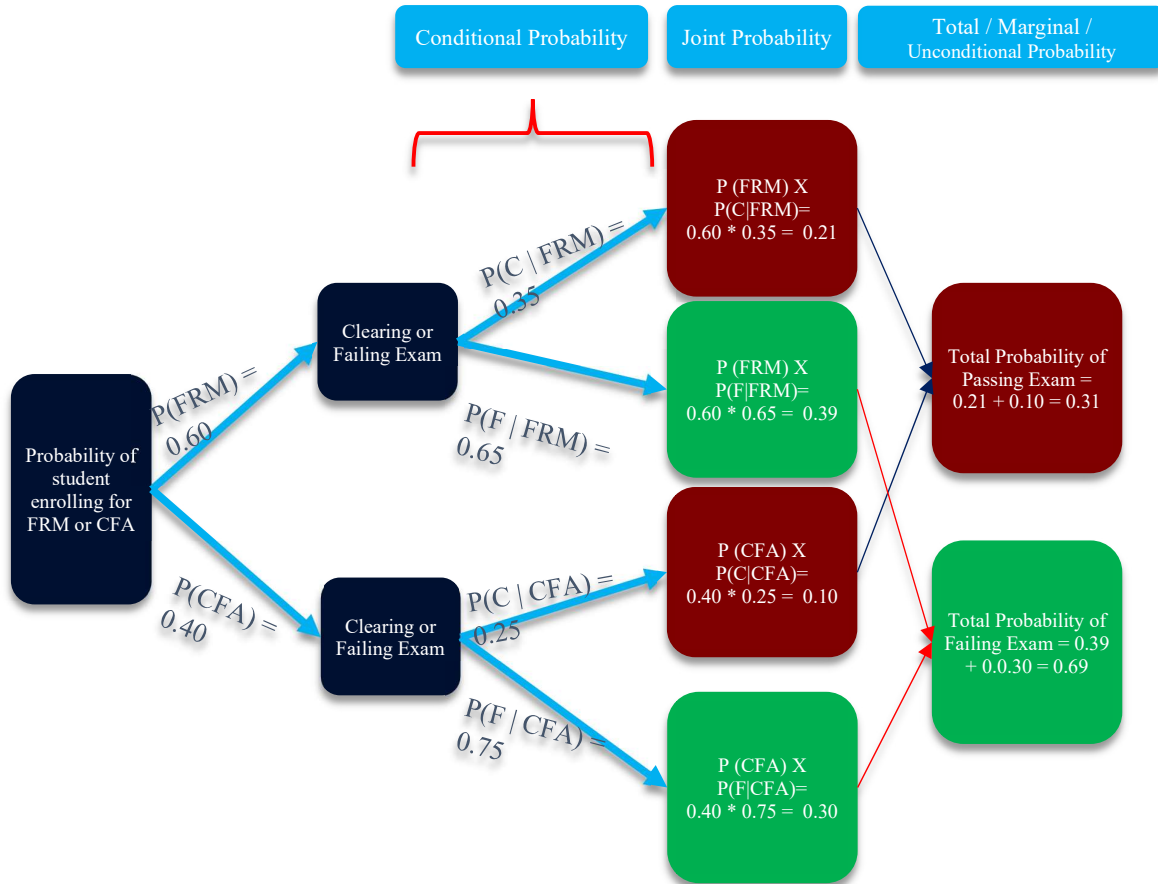 Conditional Probability
Joint Probability
Total / Marginal /
Unconditional Probability
P (FRM) X
P(C|FRM)=
0.60 * 0.35 = 0.21
P(C | FRM) =
0.35
Clearing or
Failing Exam
P (FRM) X
P(F|FRM)=
0.60 * 0.65 = 0.39
Total Probability of
Passing Exam =
0.21 + 0.10 = 0.31
P(FRM) =
0.60
P(F | FRM) =
0.65
Probability of
student
enrolling for
FRM or CFA
P (CFA) X
P(C|CFA)=
0.40 * 0.25 = 0.10
P(CFA) =
0.40
Clearing or
Failing Exam
P(C | CFA) =
0.25
Total Probability of
Failing Exam = 0.39
+ 0.0.30 = 0.69
P(F | CFA) =
0.75
P (CFA) X
P(F|CFA)=
0.40 * 0.75 = 0.30